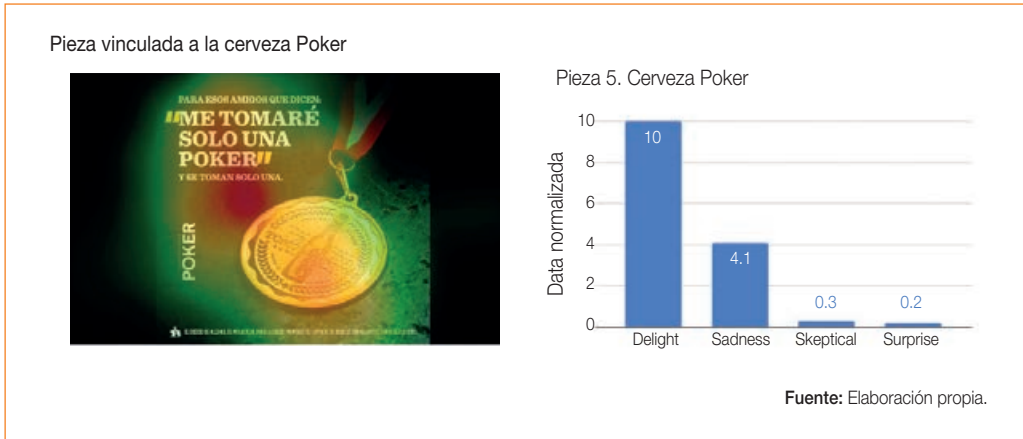 Pieza vinculada a la cerveza Poker
PARA ESOS AMIGOS QUE DICEN:
"ME TOMARÉ
SOLO UNA
POKER"
Y SE TOMAN SOLO UNA.
POKER
Pieza 5. Cerveza Poker
Data normalizada
10
8
6
4
2
0
10
4.1
0.3
0.2
Delight
Sadness
Skeptical
Surprise
Fuente: Elaboración propia.